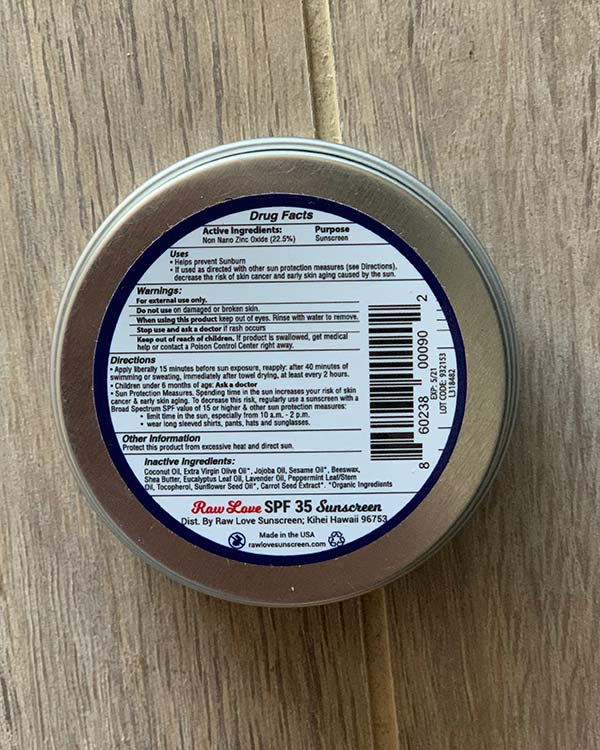 Drug Facts
Active Ingredients: Purpose
Non Nano Zinc Oxide (22.5%) Sunscreen
Uses
• Helps prevent Sunburn
• If used as directed with other sun protection measures (see Directions),
decrease the risk of skin cancer and early skin aging caused by the sun.
Warnings:
For external use only.
Do not use on damaged or broken skin.
When using this product keep out of eyes. Rinse with water to remove.
Stop use and ask a doctor if rash occurs
Keep out of reach of children. If product is swallowed, get medical
help or contact a Poison Control Center right away.
Directions
• Apply liberally 15 minutes before sun exposure, reapply: after 40 minutes of
swimming or sweating, immediately after towel drying, at least every 2 hours.
• Children under 6 months of age: Ask a doctor
• Sun Protection Measures. Spending time in the sun increases your risk of skin
cancer & early skin aging. To decrease this risk, regularly use a sunscreen with a
Broad Spectrum SPF value of 15 or higher & other sun protection measures:
• limit time in the sun, especially from 10 a.m. - 2 p.m.
• wear long sleeved shirts, pants, hats and sunglasses.
Other Information
Protect this product from excessive heat and direct sun.
Inactive Ingredients:
Coconut Oil, Extra Virgin Olive Oil*, Jojoba Oil, Sesame Oil*, Beeswax,
Shea Butter, Eucalyptus Leaf Oil, Lavender Oil, Peppermint Leaf/Stem
Oil, Tocopherol, Sunflower Seed Oil*, Carrot Seed Extract*. *Organic Ingredients
Raw Love SPF 35 Sunscreen
Dist. By Raw Love Sunscreen; Kihei Hawaii 96753
Made in the USA
rawlovesunscreen.com
8 60238 00090 2
EXP: 5/21
LOT CODE: 932153
L318482